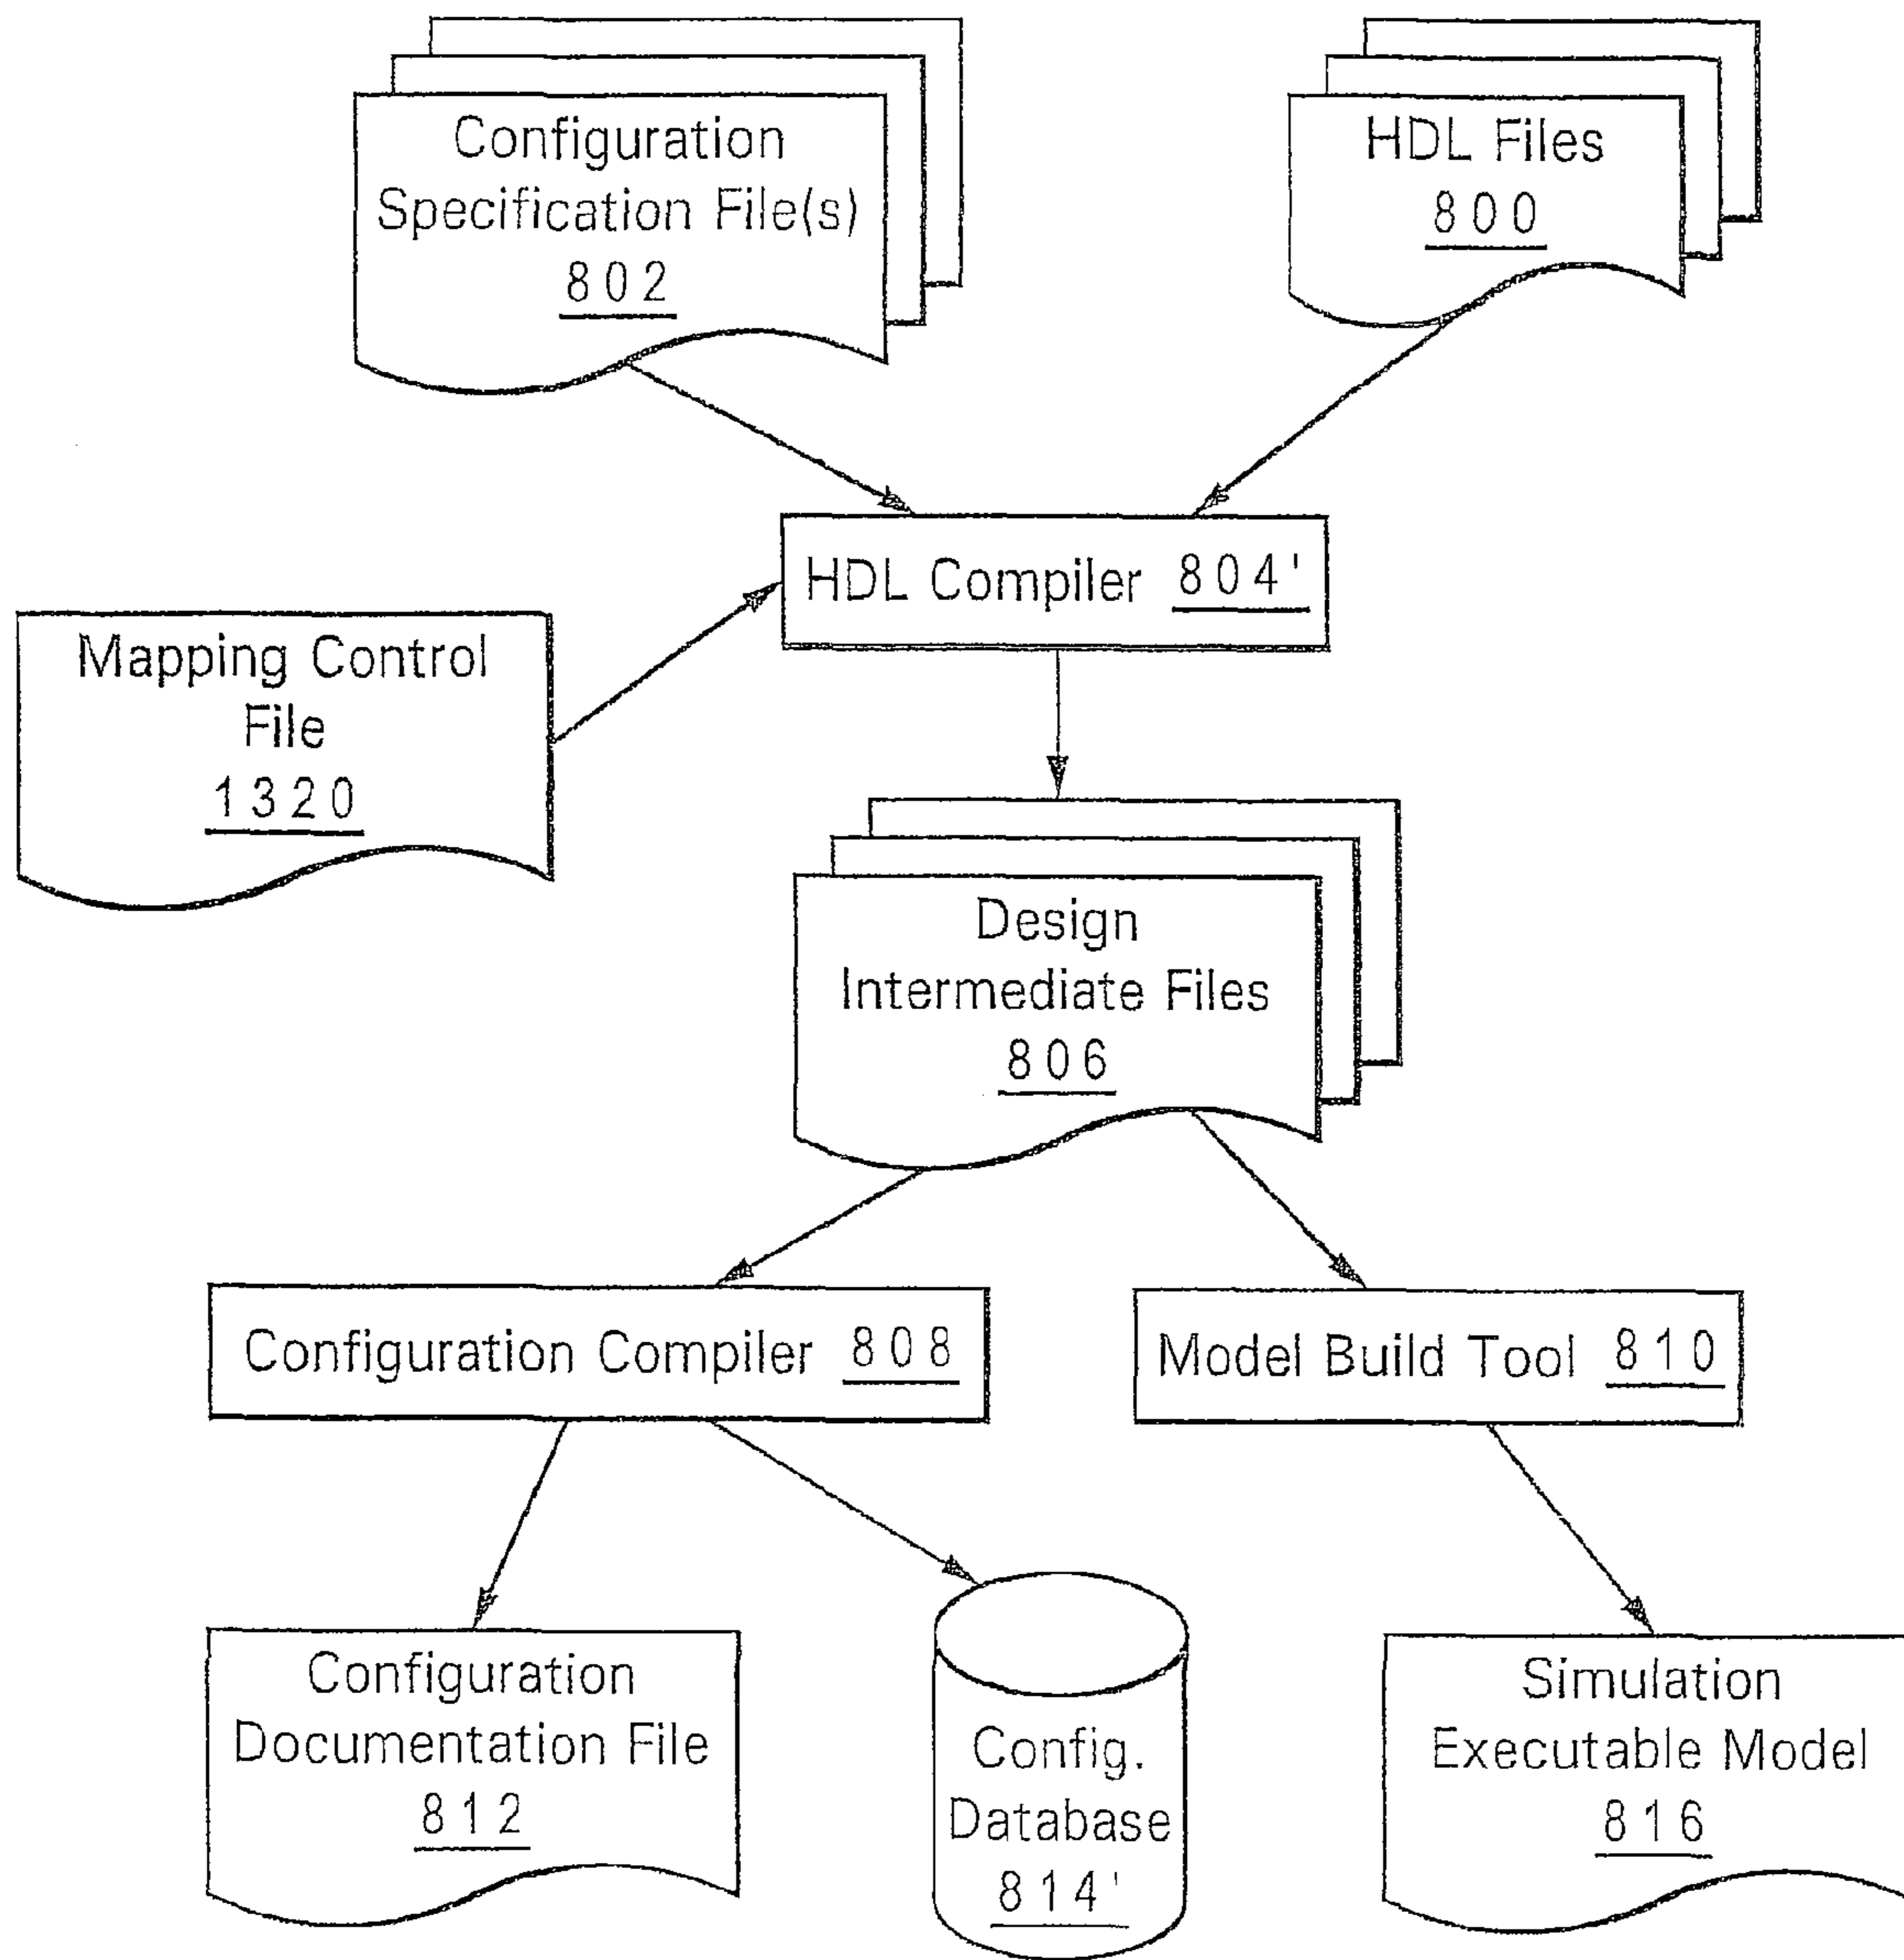 Configuration
Specification File(s)
802
HDL Files
800
HDL Compiler 804'
Mapping Control
File
1320
Design
Intermediate Files
806
Configuration Compiler 808
Model Build Tool 810
Configuration
Documentation File
812
Config.
Database
814'
Simulation
Executable Model
816